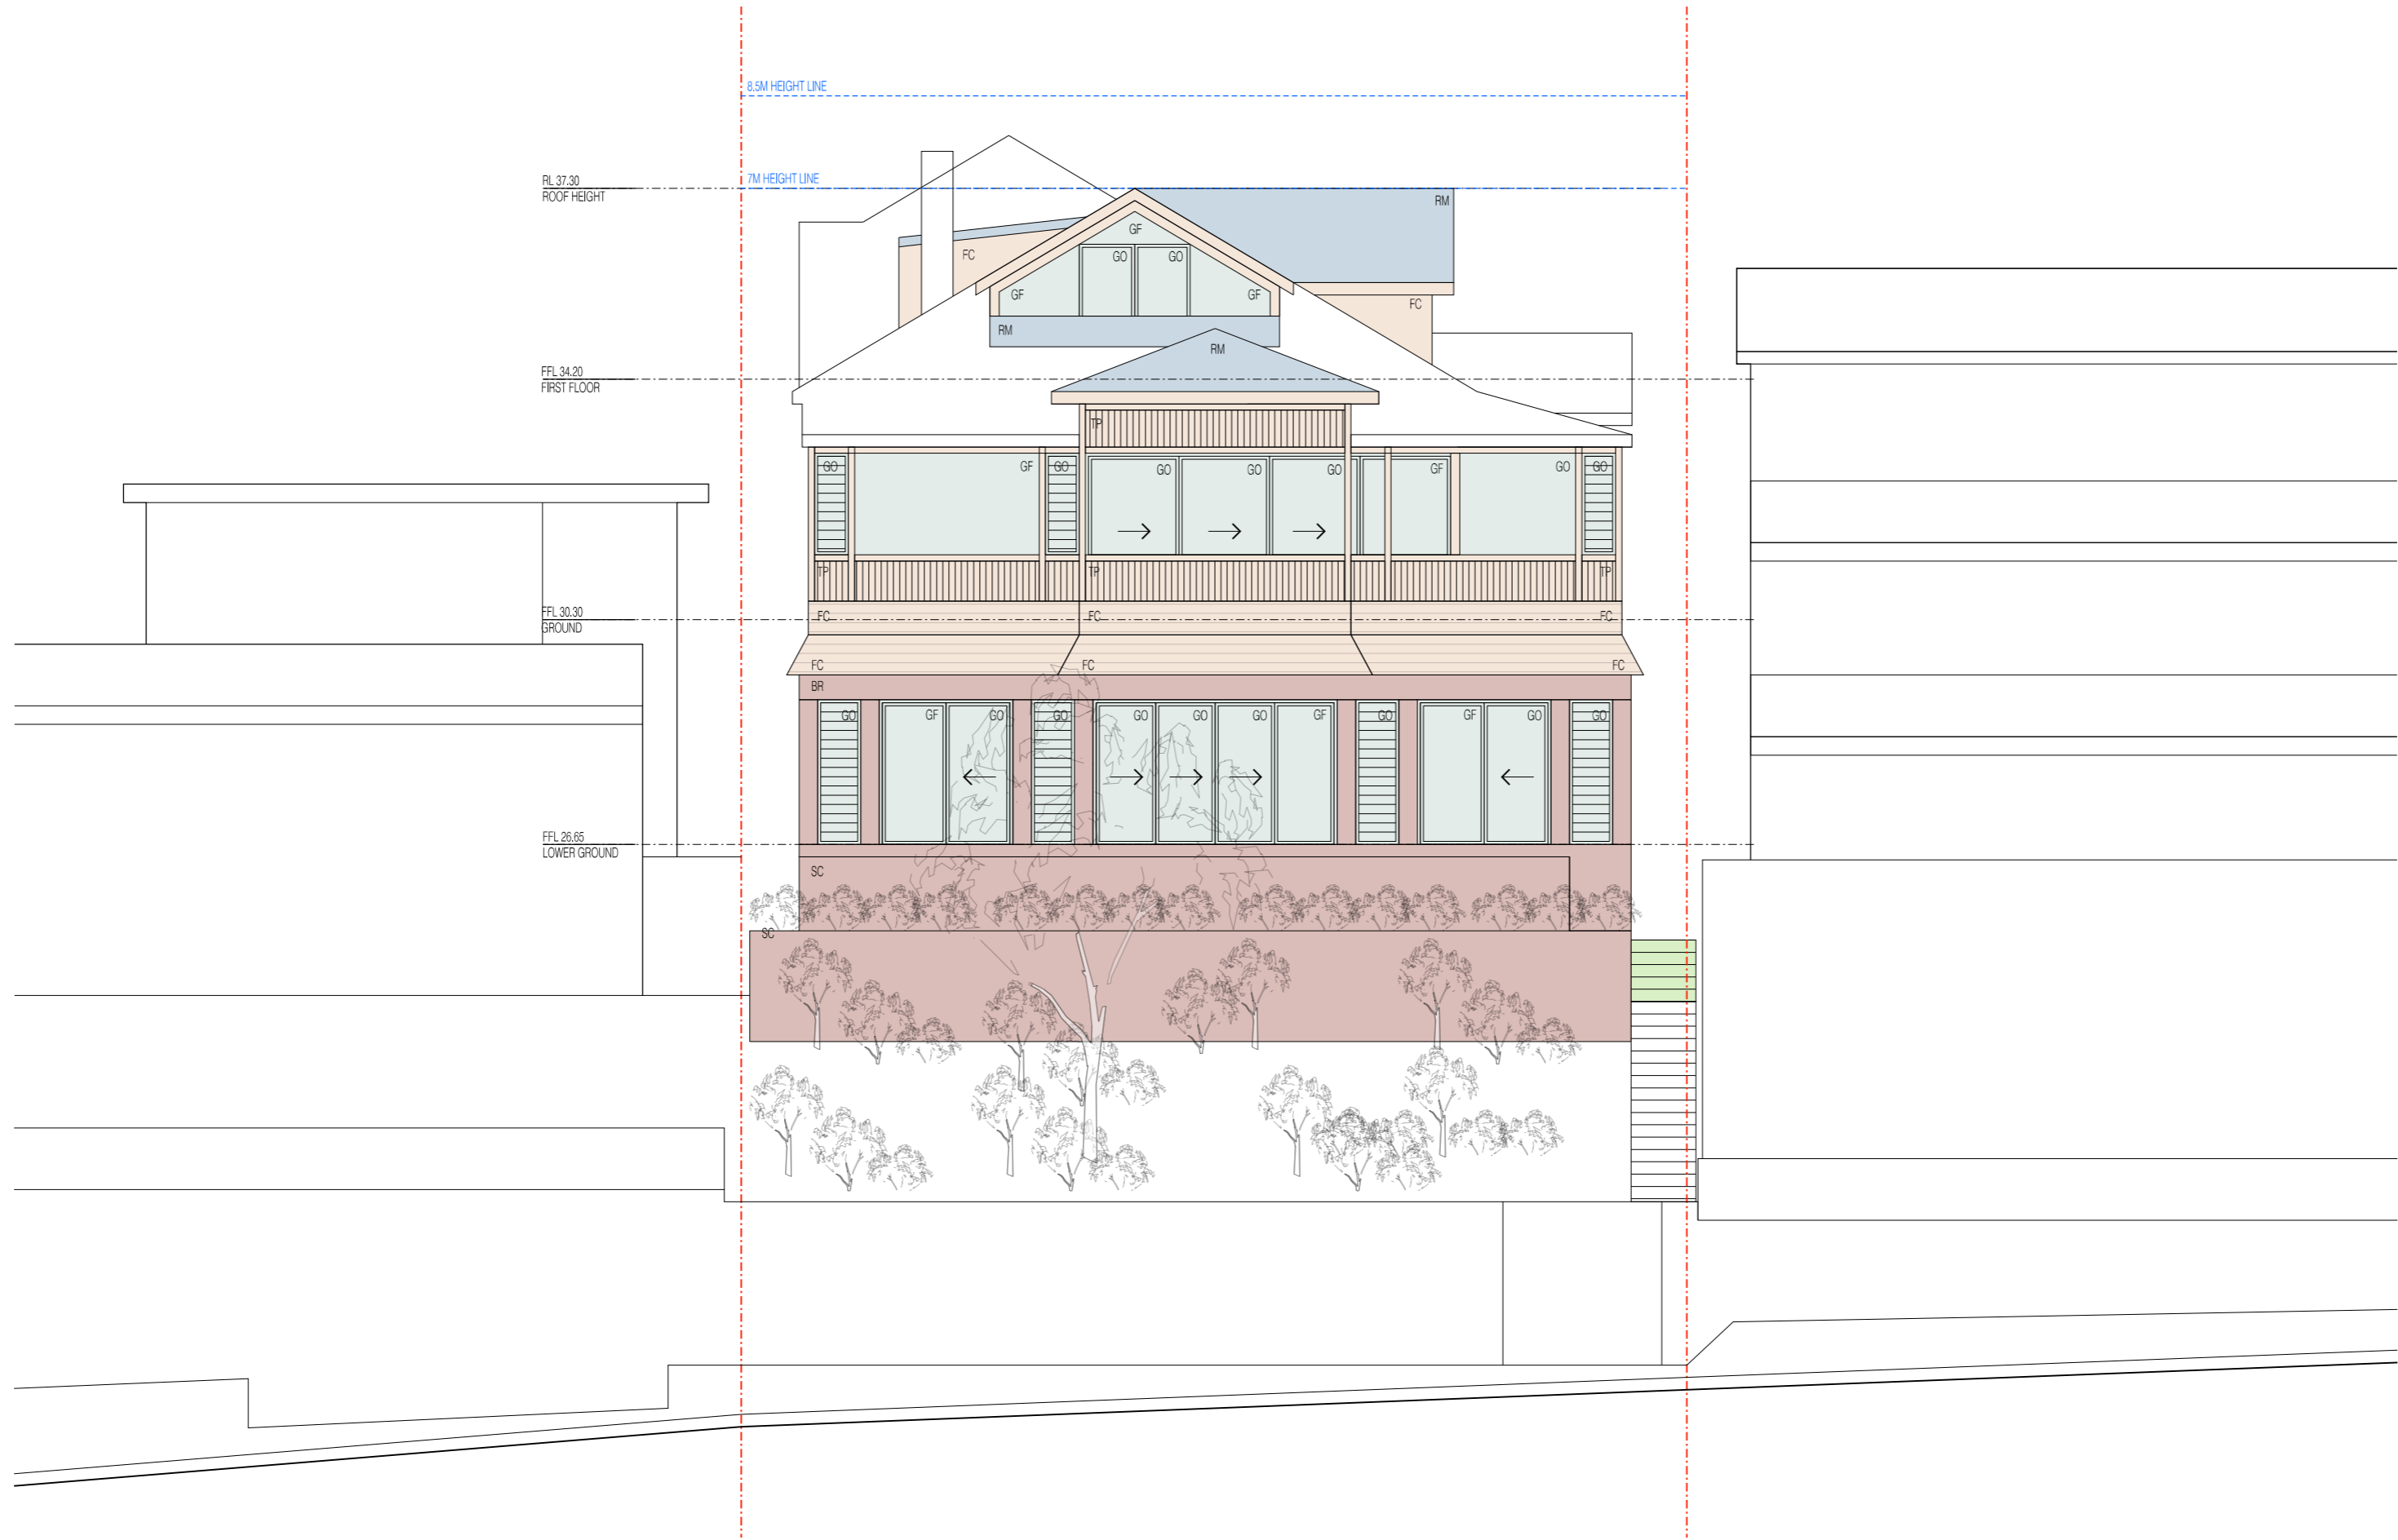 8.5M HEIGHT LINE
RL 37.30
ROOF HEIGHT
7M HEIGHT LINE
RM
GF
FC
GO
GO
GF
GF
FC
RM
RM
FFL 34.20
FIRST FLOOR
TP
GO
GF
GO
GO
GO
GO
GF
GO
GO
TP
TP
TP
FFL 30.30
GROUND
FC
FC
FC
FC
FC
FC
BR
GO
GF
GO
GO
GO
GO
GO
GF
GO
GF
GO
GO
FFL 26.65
LOWER GROUND
SC
SC